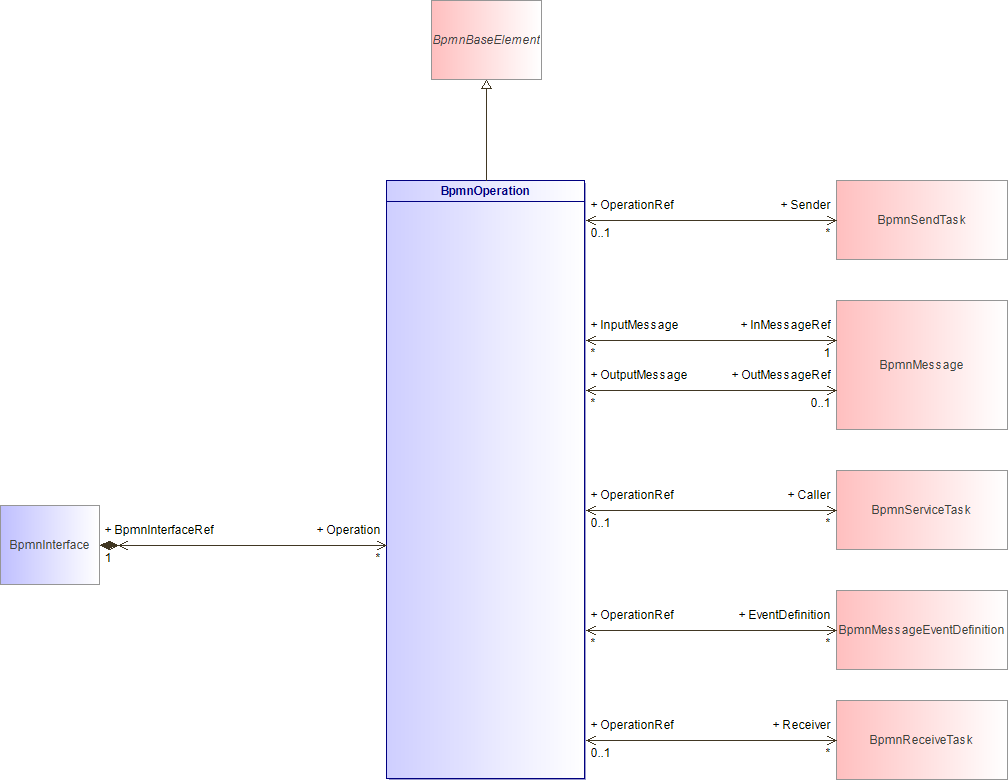 BpmnBaseElement
BpmnOperation
+ OperationRef + Sender
0..1 *
BpmnSendTask
+ InputMessage + InMessageRef
* 1
BpmnMessage
+ OutputMessage + OutMessageRef
* 0..1
+ OperationRef + Caller
0..1 *
BpmnServiceTask
BpmnInterface
+ BpmnInterfaceRef + Operation
1 *
+ OperationRef + EventDefinition
* *
BpmnMessageEventDefinition
+ OperationRef + Receiver
0..1 *
BpmnReceiveTask